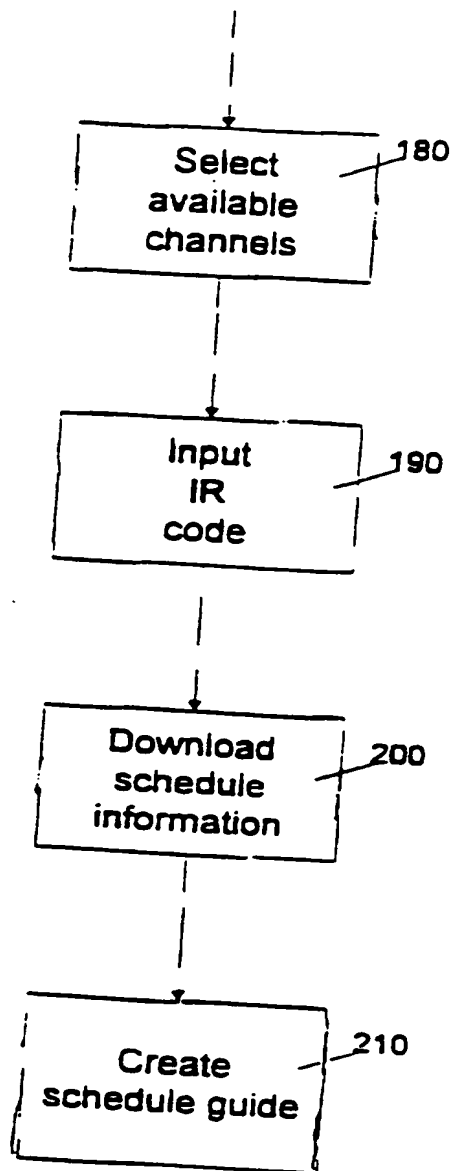 Select
available
channels
180
Input
IR
code
190
Download
schedule
information
200
Create
schedule guide
210